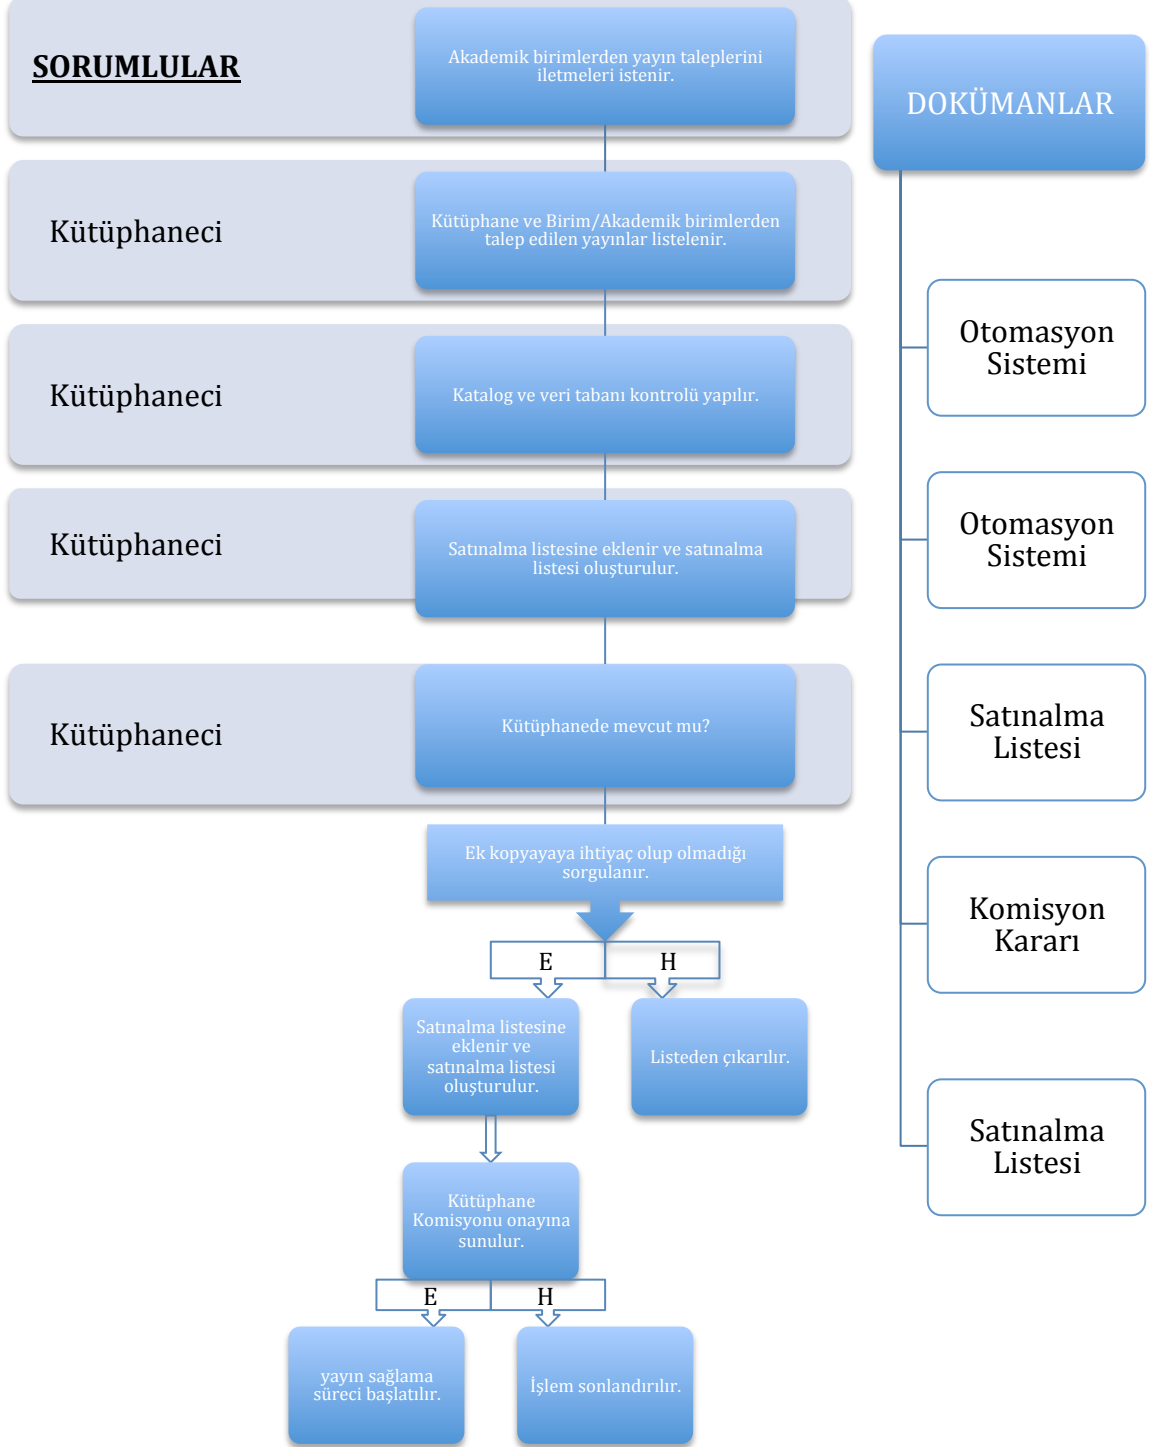 SORUMLULAR
Akademik birimlerden yayın taleplerini
iletmeleri istenir.
Kütüphaneci
Kütüphane ve Birim/Akademik birimlerden
talep edilen yayınlar listelenir.
Kütüphaneci
Katalog ve veri tabanı kontrolü yapılır.
Kütüphaneci
Satınalma listesine eklenir ve satınalma
listesi oluşturulur.
Kütüphaneci
Kütüphanede mevcut mu?
Ek kopyayaya ihtiyaç olup olmadığı
sorgulanır.
E
H
Satınalma listesine
eklenir ve
satınalma listesi
oluşturulur.
Listeden çıkarılır.
Kütüphane
Komisyonu onayına
sunulur.
E
H
yayın sağlama
süreci başlatılır.
İşlem sonlandırılır.
DOKÜMANLAR
Otomasyon
Sistemi
Otomasyon
Sistemi
Satınalma
Listesi
Komisyon
Kararı
Satınalma
Listesi